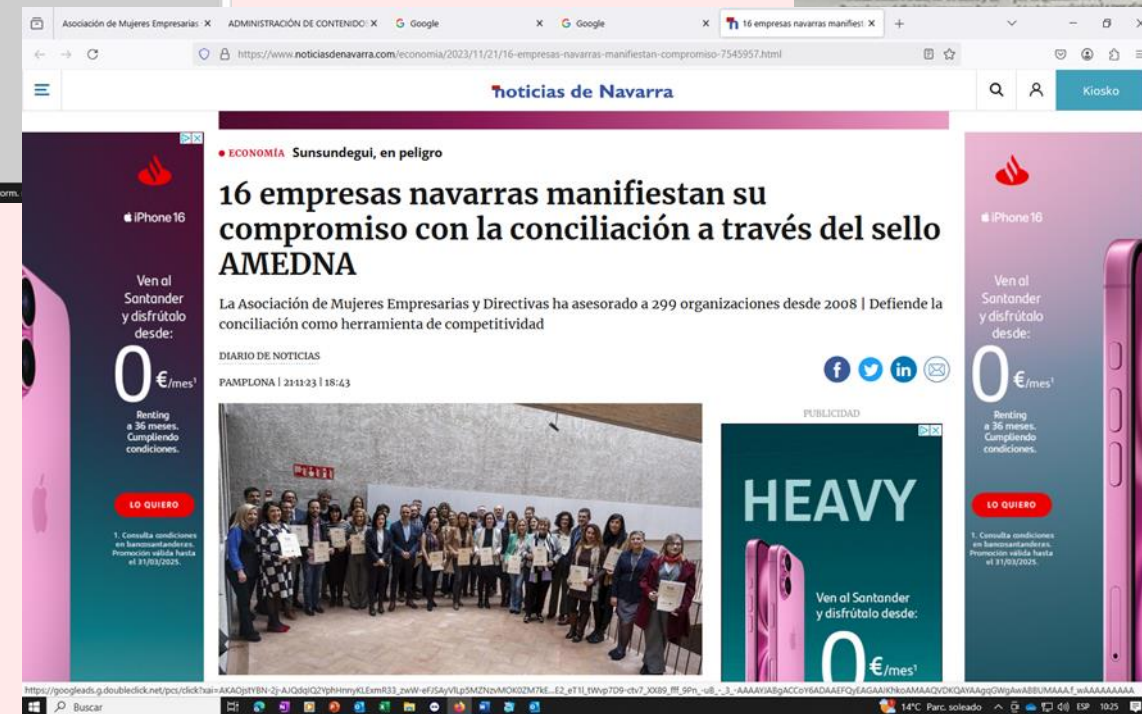 Asociación de Mujeres Empresarias
ADMINISTRACIÓN DE CONTENIDO
Google
Google
16 empresas navarras manifiest
https://www.noticiasdenavarra.com/economia/2023/11/21/16-empresas-navarras-manifiestan-compromiso-7545957.html
noticias de Navarra
Kiosko
ECONOMÍA Sunsundegui, en peligro
16 empresas navarras manifiestan su
compromiso con la conciliación a través del sello
AMEDNA
La Asociación de Mujeres Empresarias y Directivas ha asesorado a 299 organizaciones desde 2008 | Defiende la
conciliación como herramienta de competitividad
DIARIO DE NOTICIAS
PAMPLONA | 21·11·23 | 18:43
PUBLICIDAD
iPhone 16
Ven al
Santander
y disfrútalo
desde:
0 €/mes¹
Renting
a 36 meses.
Cumpliendo
condiciones.
LO QUIERO
1. Consulta condiciones
en bancosantander.es.
Promoción válida hasta
el 31/03/2025.
HEAVY
Ven al Santander
y disfrútalo desde:
0 €/mes¹
iPhone 16
Ven al
Santander
y disfrútalo
desde:
0 €/mes¹
Renting
a 36 meses.
Cumpliendo
condiciones.
LO QUIERO
1. Consulta condiciones
en bancosantander.es.
Promoción válida hasta
el 31/03/2025.
Buscar
14°C Parc. soleado
ESP
10:25